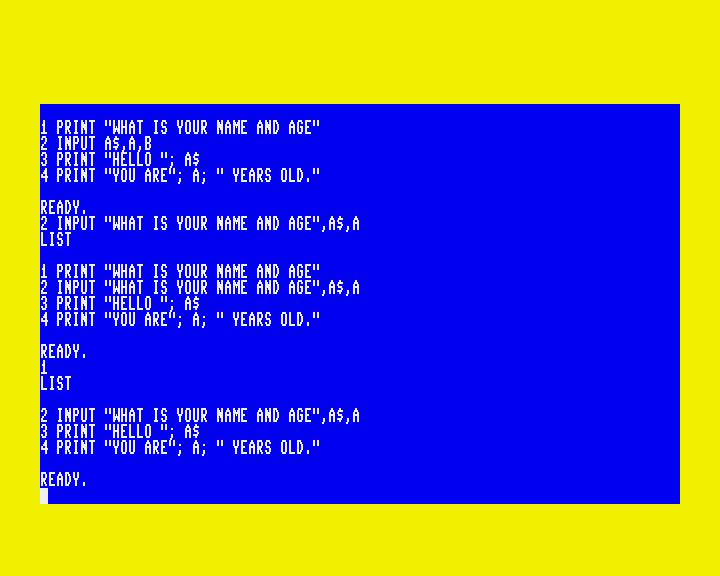 1 PRINT "WHAT IS YOUR NAME AND AGE"
2 INPUT A$,A,B
3 PRINT "HELLO "; A$
4 PRINT "YOU ARE"; A; " YEARS OLD."
READY.
2 INPUT "WHAT IS YOUR NAME AND AGE",A$,A
LIST
1 PRINT "WHAT IS YOUR NAME AND AGE"
2 INPUT "WHAT IS YOUR NAME AND AGE",A$,A
3 PRINT "HELLO "; A$
4 PRINT "YOU ARE"; A; " YEARS OLD."
READY.
1
LIST
2 INPUT "WHAT IS YOUR NAME AND AGE",A$,A
3 PRINT "HELLO "; A$
4 PRINT "YOU ARE"; A; " YEARS OLD."
READY.